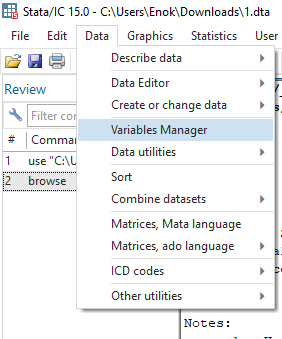 Stata/IC 15.0 - C:\Users\Enok\Downloads\1.dta
File Edit Data Graphics Statistics User
Describe data
Data Editor
Create or change data
Variables Manager
Data utilities
Sort
Combine datasets
Matrices, Mata language
Matrices, ado language
ICD codes
Other utilities
Review
Filter com
# Comma
1 use "C:\U
2 browse
Notes: